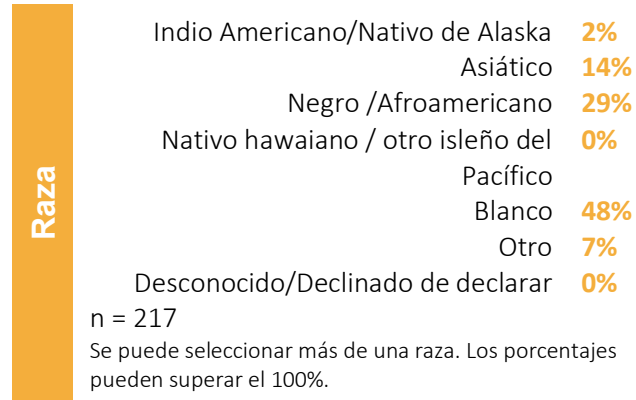 Raza
Indio Americano/Nativo de Alaska 2%
Asiático 14%
Negro /Afroamericano 29%
Nativo hawaiano / otro isleño del 0%
Pacífico
Blanco 48%
Otro 7%
Desconocido/Declinado de declarar 0%
n = 217
Se puede seleccionar más de una raza. Los porcentajes
pueden superar el 100%.